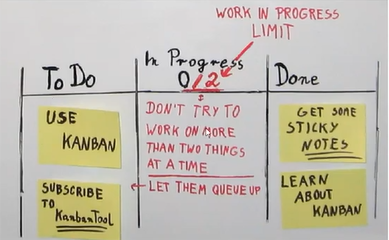 WORK IN PROGRESS
LIMIT
To Do
In Progress
0/2
Done
USE
KANBAN
SUBSCRIBE
TO KanbanTool
DON'T TRY TO
WORK ON MORE
THAN TWO THINGS
AT A TIME
← LET THEM QUEUE UP
GET SOME
STICKY
NOTES
LEARN
ABOUT
KANBAN